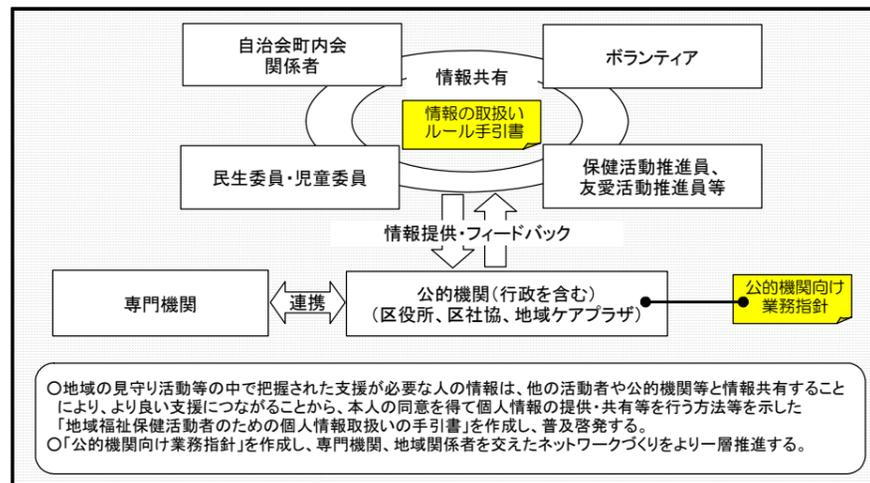 自治会町内会
関係者
ボランティア
情報共有
情報の取扱い
ルール手引書
民生委員・児童委員
保健活動推進員、
友愛活動推進員等
情報提供・フィードバック
専門機関
連携
公的機関(行政を含む)
(区役所、区社協、地域ケアプラザ)
公的機関向け
業務指針
○地域の見守り活動等の中で把握された支援が必要な人の情報は、他の活動者や公的機関等と情報共有すること
により、より良い支援につながることから、本人の同意を得て個人情報の提供・共有等を行う方法等を示した
「地域福祉保健活動者のための個人情報取扱いの手引書」を作成し、普及啓発する。
○「公的機関向け業務指針」を作成し、専門機関、地域関係者を交えたネットワークづくりをより一層推進する。